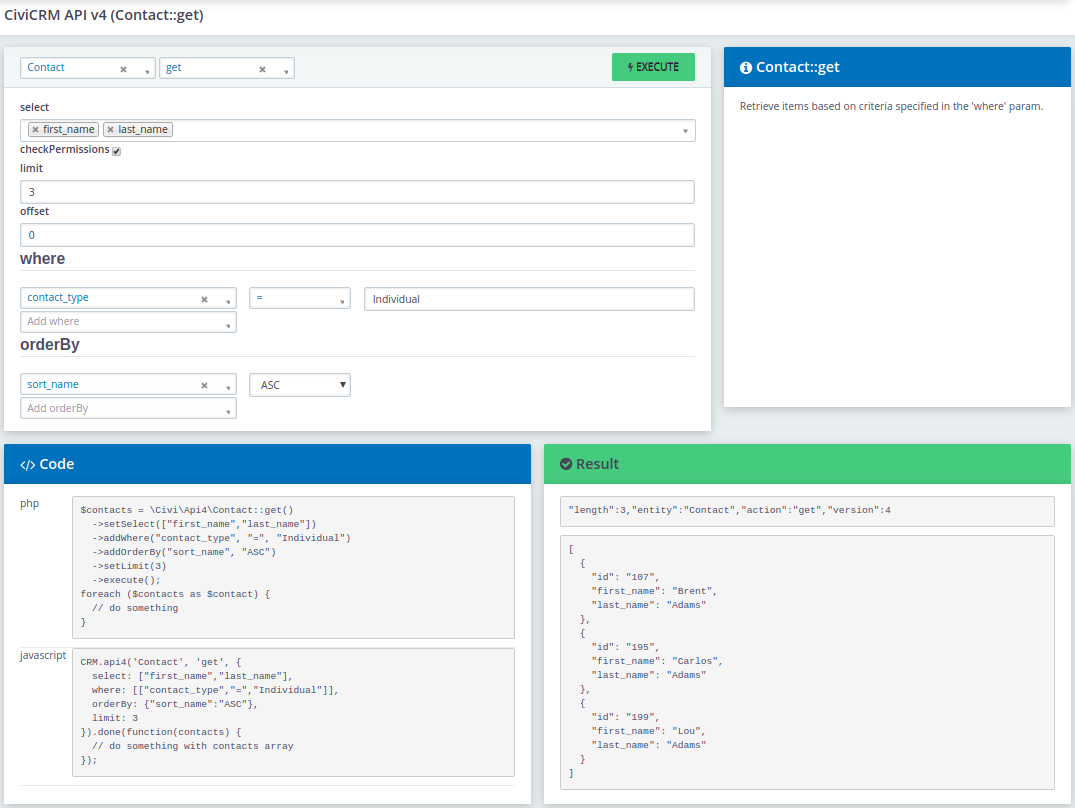 CiviCRM API v4 (Contact::get)
Contact get EXECUTE
select
first_name last_name
checkPermissions
limit
3
offset
0
where
contact_type = Individual
Add where
orderBy
sort_name ASC
Add orderBy
Contact::get
Retrieve items based on criteria specified in the 'where' param.
</> Code
php
$contacts = \Civi\Api4\Contact::get()
  ->setSelect(["first_name","last_name"])
  ->addWhere("contact_type", "=", "Individual")
  ->addOrderBy("sort_name", "ASC")
  ->setLimit(3)
  ->execute();
foreach ($contacts as $contact) {
  // do something
}
javascript
CRM.api4('Contact', 'get', {
  select: ["first_name","last_name"],
  where: [["contact_type","=","Individual"]],
  orderBy: {"sort_name":"ASC"},
  limit: 3
}).done(function(contacts) {
  // do something with contacts array
});
Result
"length":3,"entity":"Contact","action":"get","version":4
[
  {
    "id": "107",
    "first_name": "Brent",
    "last_name": "Adams"
  },
  {
    "id": "195",
    "first_name": "Carlos",
    "last_name": "Adams"
  },
  {
    "id": "199",
    "first_name": "Lou",
    "last_name": "Adams"
  }
]